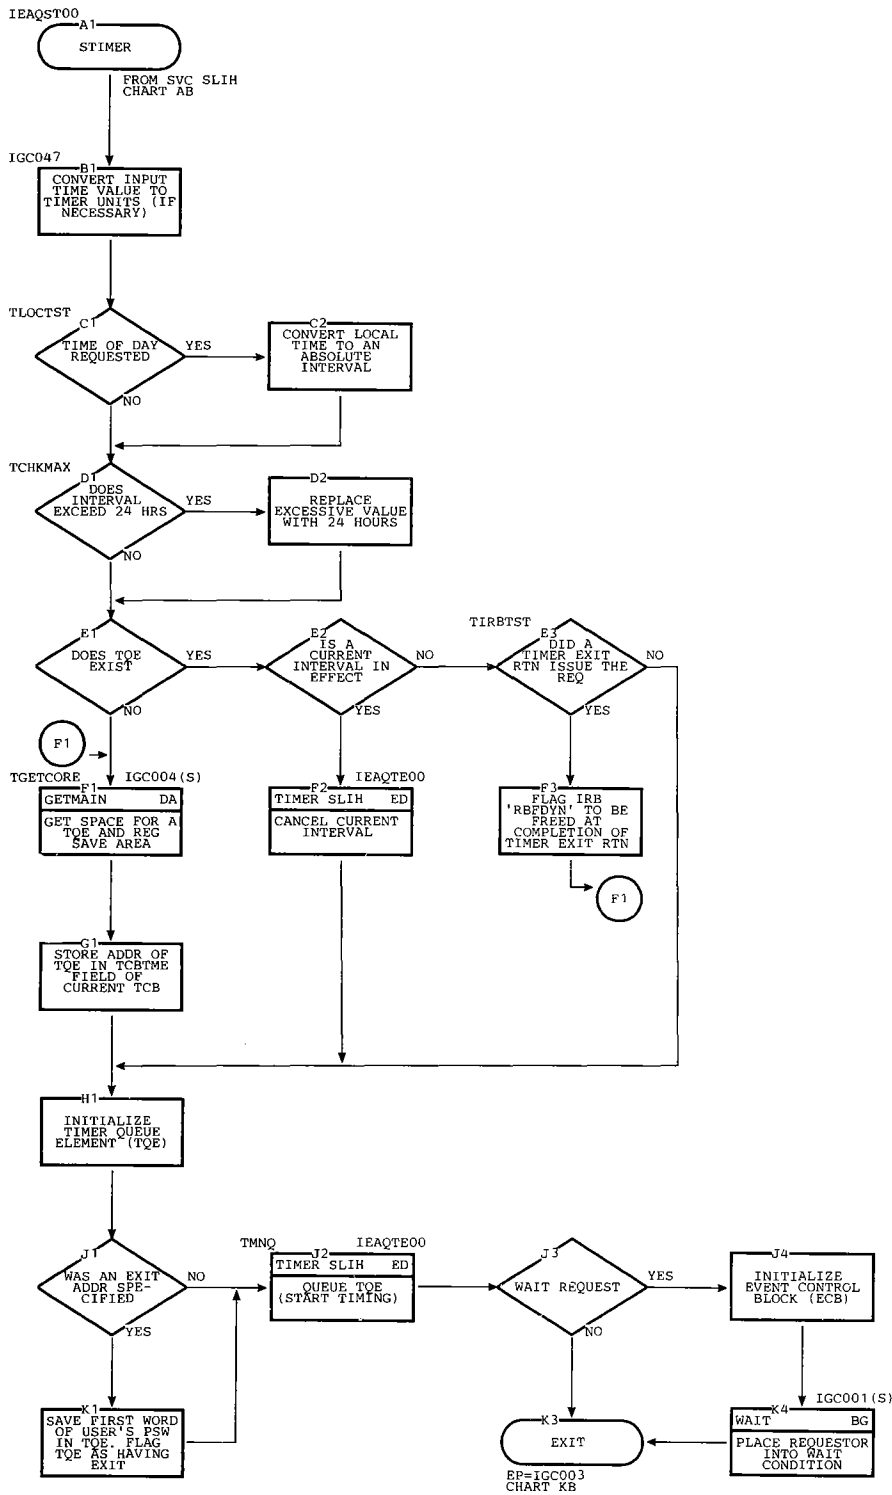 IEAQST00
A1
STIMER
FROM SVC SLIH
CHART AB
IGC047
B1
CONVERT INPUT
TIME VALUE TO
TIMER UNITS (IF
NECESSARY)
TLOCTST
C1
TIME OF DAY
REQUESTED
YES
NO
C2
CONVERT LOCAL
TIME TO AN
ABSOLUTE
INTERVAL
TCHKMAX
D1
DOES
INTERVAL
EXCEED 24 HRS
YES
NO
D2
REPLACE
EXCESSIVE VALUE
WITH 24 HOURS
E1
DOES TQE
EXIST
YES
NO
E2
IS A
CURRENT
INTERVAL IN
EFFECT
NO
YES
TIRBTST
E3
DID A
TIMER EXIT
RTN ISSUE THE
REQ
NO
YES
F1
TGETCORE
IGC004(S)
F1
GETMAIN DA
GET SPACE FOR A
TQE AND REG
SAVE AREA
IEAQTE00
F2
TIMER SLIH ED
CANCEL CURRENT
INTERVAL
F3
FLAG IRB
'RBFDYN' TO BE
FREED AT
COMPLETION OF
TIMER EXIT RTN
F1
G1
STORE ADDR OF
TQE IN TCBTME
FIELD OF
CURRENT TCB
H1
INITIALIZE
TIMER QUEUE
ELEMENT (TQE)
J1
WAS AN EXIT
ADDR SPE-
CIFIED
NO
YES
TMNQ
IEAQTE00
J2
TIMER SLIH ED
QUEUE TQE
(START TIMING)
J3
WAIT REQUEST
YES
NO
J4
INITIALIZE
EVENT CONTROL
BLOCK (ECB)
K1
SAVE FIRST WORD
OF USER'S PSW
IN TQE. FLAG
TQE AS HAVING
EXIT
K3
EXIT
EP=IGC003
CHART KB
IGC001(S)
K4
WAIT BG
PLACE REQUESTOR
INTO WAIT
CONDITION